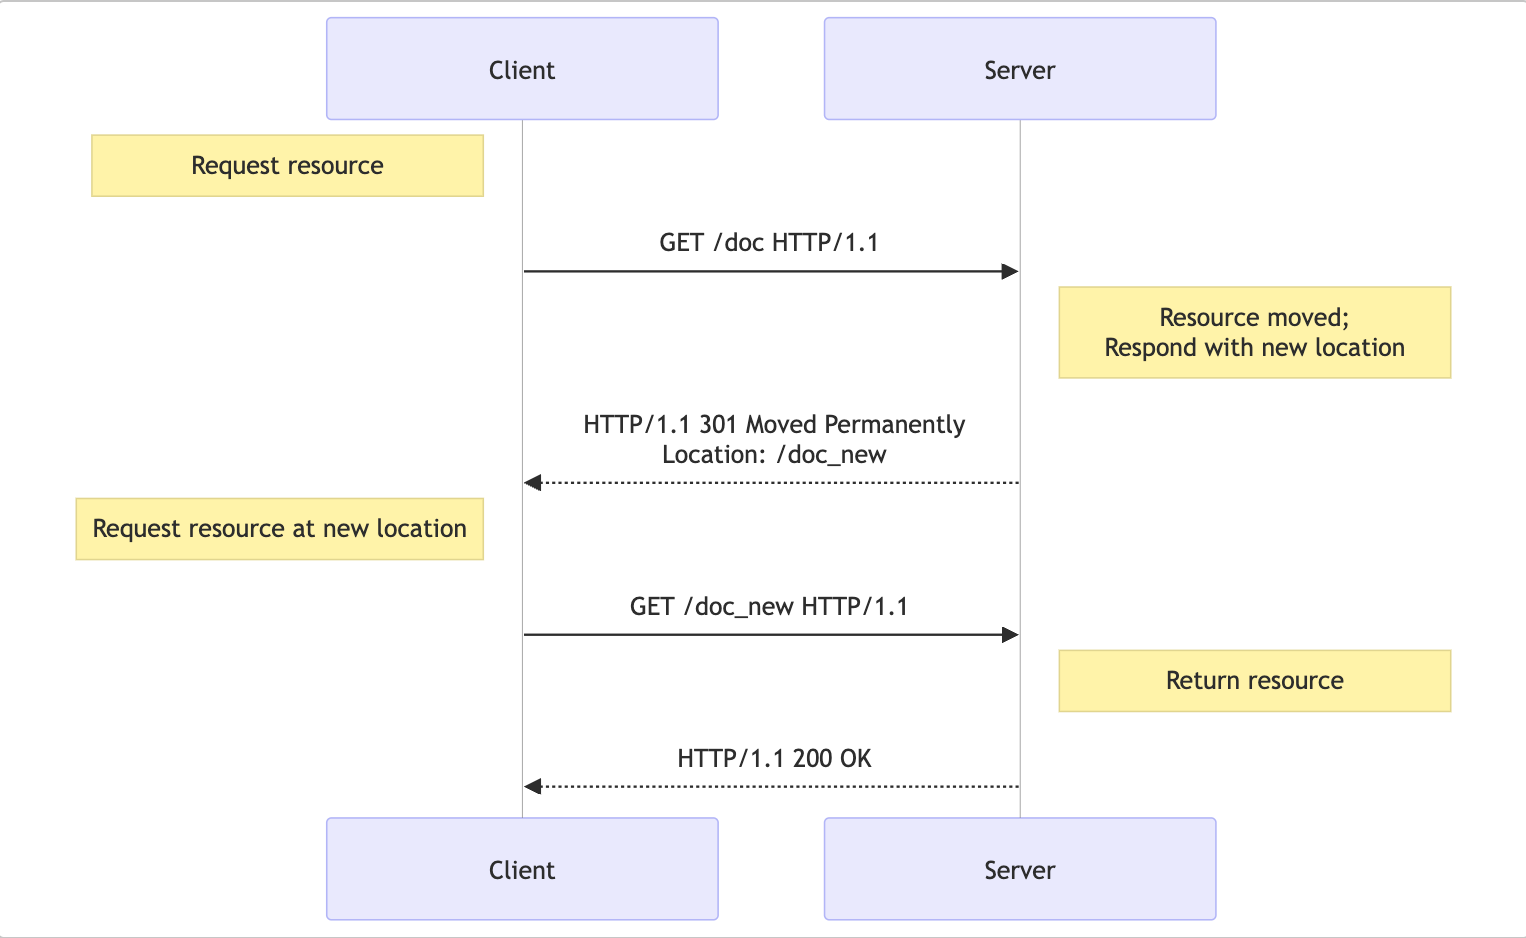 Client
Server
Request resource
GET /doc HTTP/1.1
Resource moved;
Respond with new location
HTTP/1.1 301 Moved Permanently
Location: /doc_new
Request resource at new location
GET /doc_new HTTP/1.1
Return resource
HTTP/1.1 200 OK
Client
Server